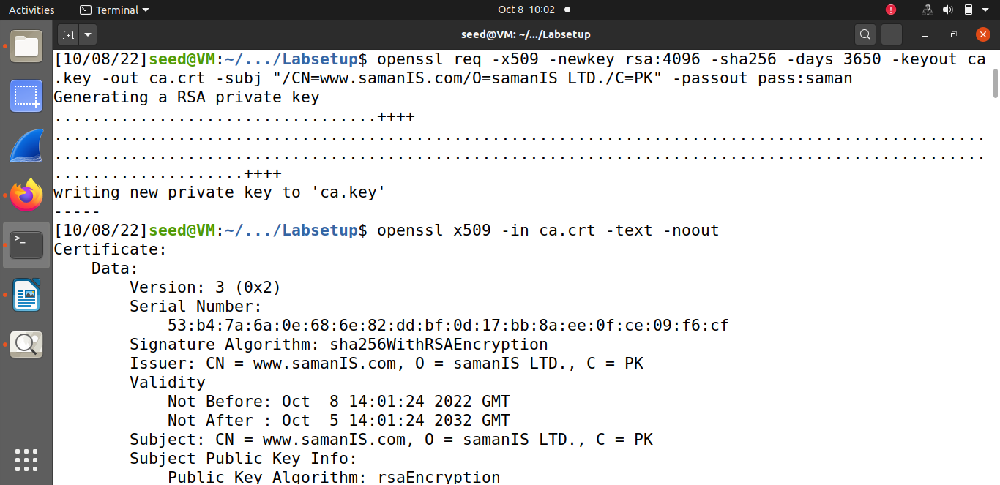 Activities Terminal Oct 8 10:02
seed@VM: ~/.../Labsetup
[10/08/22]seed@VM:~/.../Labsetup$ openssl req -x509 -newkey rsa:4096 -sha256 -days 3650 -keyout ca
.key -out ca.crt -subj "/CN=www.samanIS.com/O=samanIS LTD./C=PK" -passout pass:saman
Generating a RSA private key
..................................++++
..................................................................................................
..................................................................................................
....................++++
writing new private key to 'ca.key'
-----
[10/08/22]seed@VM:~/.../Labsetup$ openssl x509 -in ca.crt -text -noout
Certificate:
    Data:
        Version: 3 (0x2)
        Serial Number:
            53:b4:7a:6a:0e:68:6e:82:dd:bf:0d:17:bb:8a:ee:0f:ce:09:f6:cf
        Signature Algorithm: sha256WithRSAEncryption
        Issuer: CN = www.samanIS.com, O = samanIS LTD., C = PK
        Validity
            Not Before: Oct  8 14:01:24 2022 GMT
            Not After : Oct  5 14:01:24 2032 GMT
        Subject: CN = www.samanIS.com, O = samanIS LTD., C = PK
        Subject Public Key Info:
            Public Key Algorithm: rsaEncryption